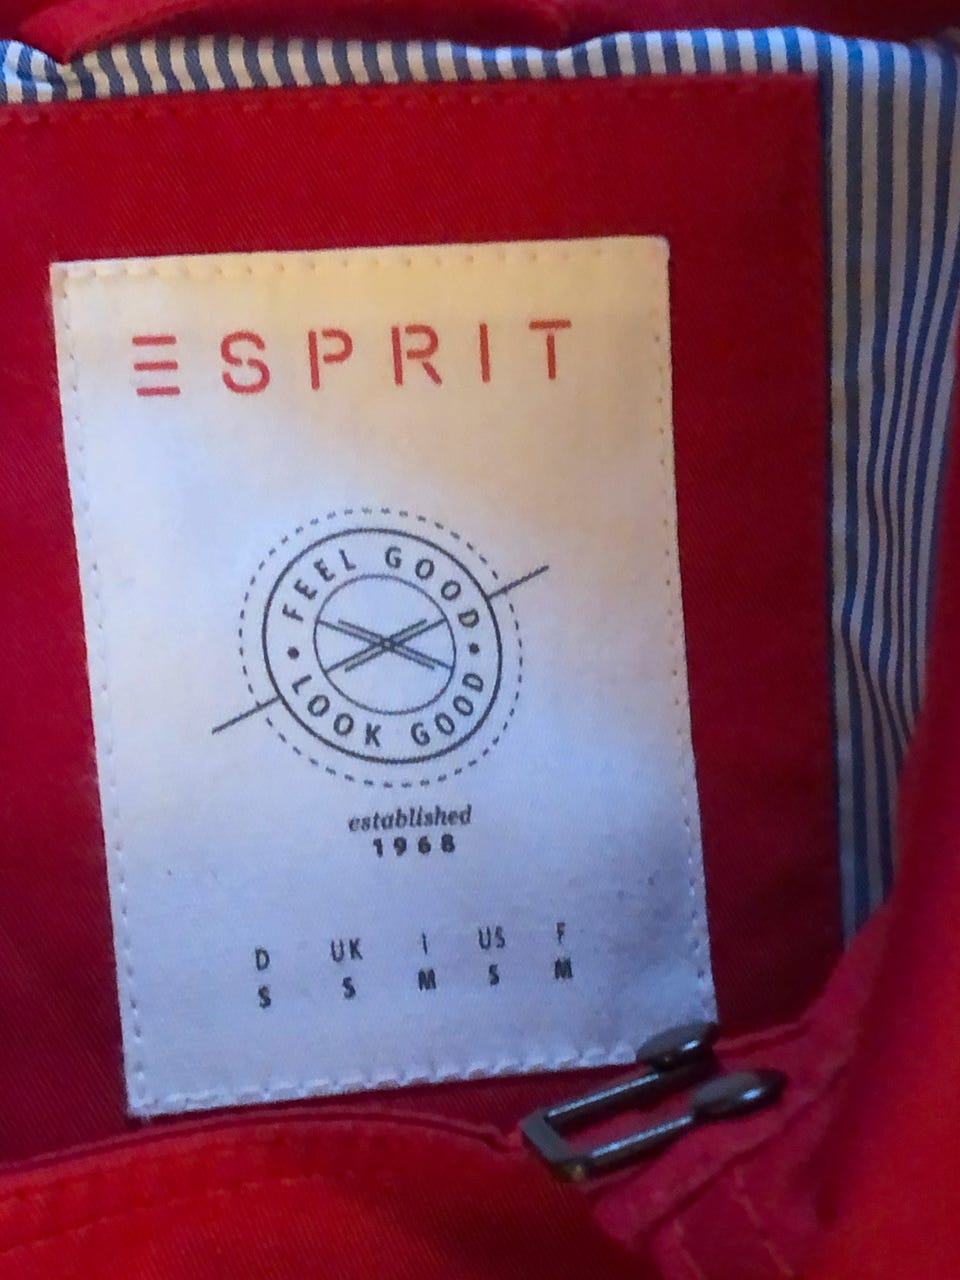 ESPRIT
FEEL GOOD
• LOOK GOOD •
established
1968
D UK I US F
S S M S M